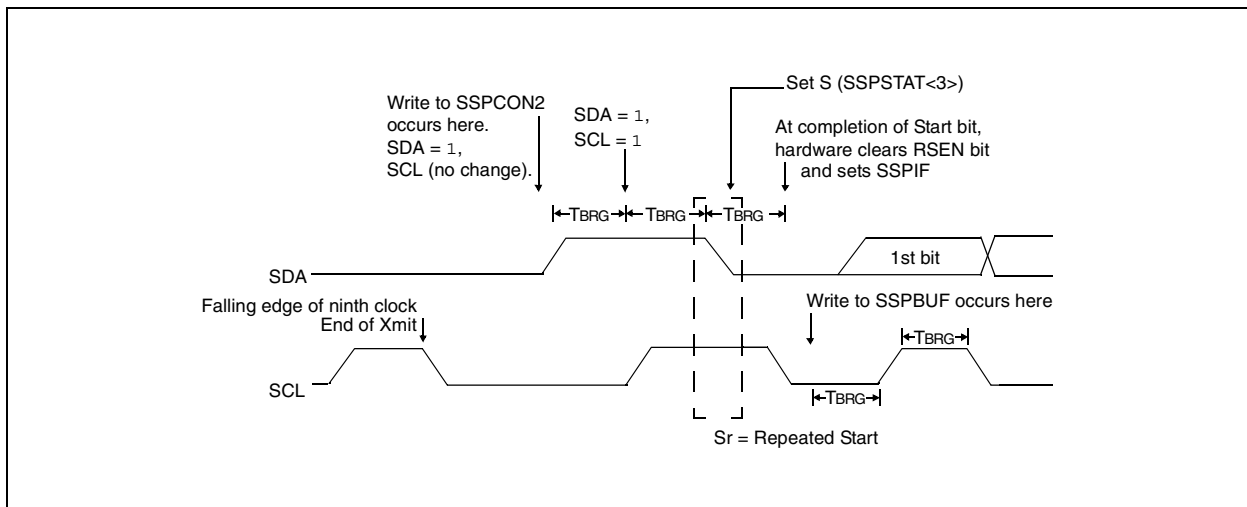 Set S (SSPSTAT<3>)
Write to SSPCON2
occurs here.
SDA = 1,
SCL (no change).
SDA = 1,
SCL = 1
At completion of Start bit,
hardware clears RSEN bit
and sets SSPIF
TBRG
TBRG
TBRG
SDA
1st bit
Falling edge of ninth clock
End of Xmit
Write to SSPBUF occurs here
TBRG
SCL
TBRG
Sr = Repeated Start